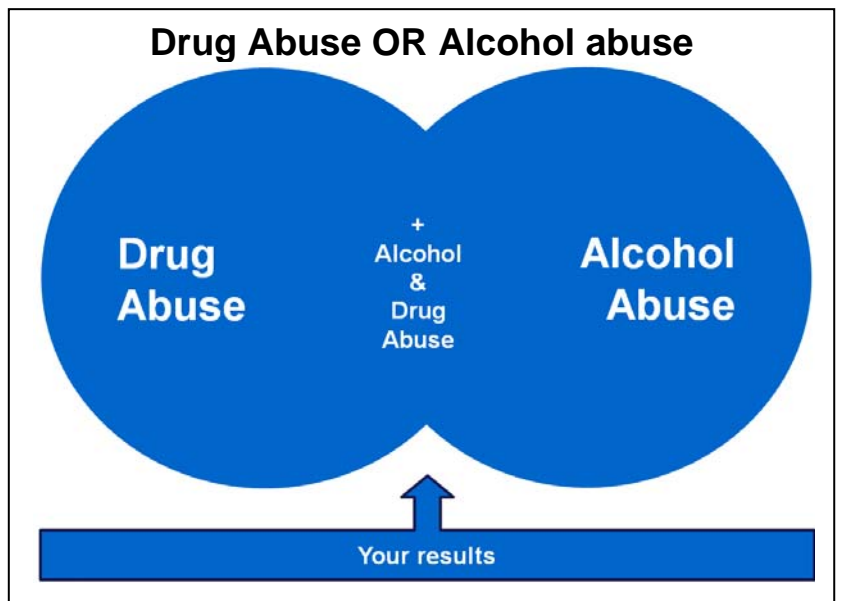 Drug Abuse OR Alcohol abuse
Drug
Abuse
+
Alcohol
&
Drug
Abuse
Alcohol
Abuse
Your results